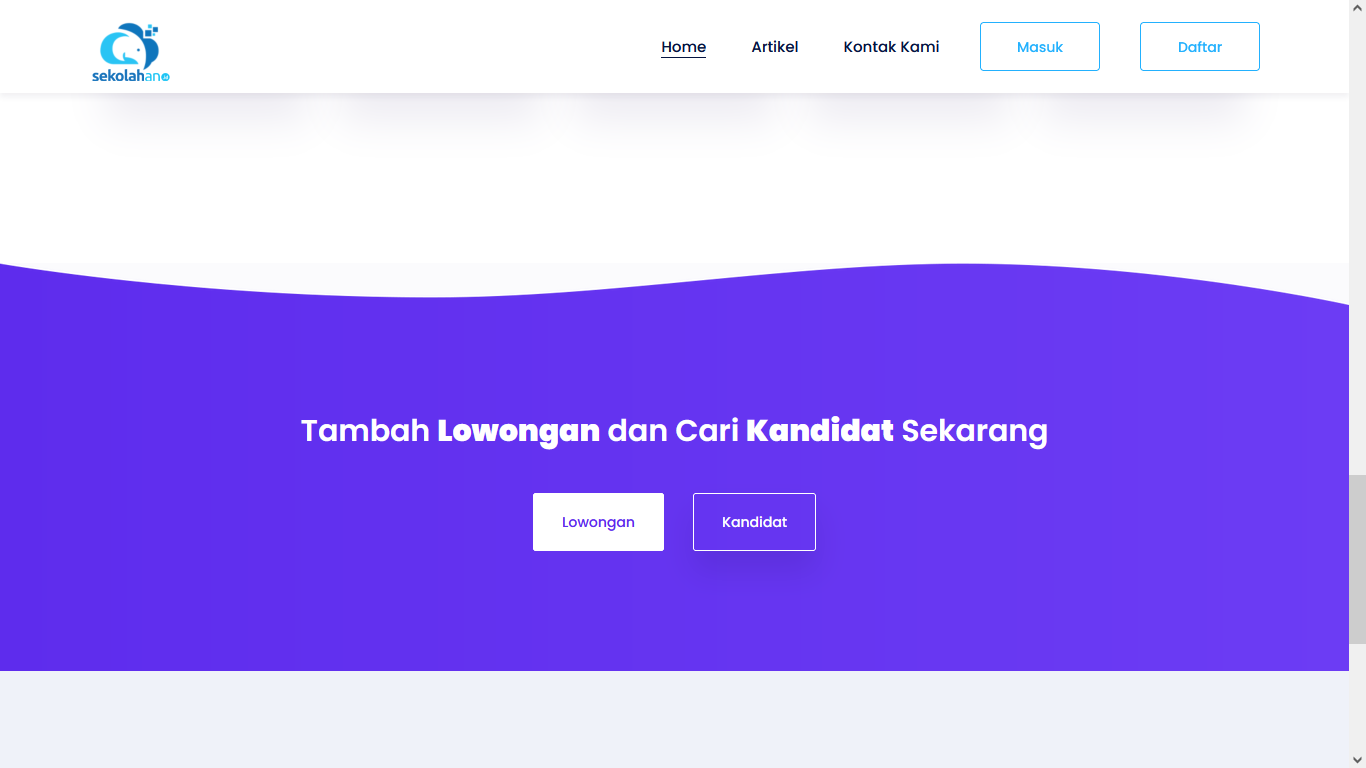 sekolahan
Home
Artikel
Kontak Kami
Masuk
Daftar
Tambah Lowongan dan Cari Kandidat Sekarang
Lowongan
Kandidat